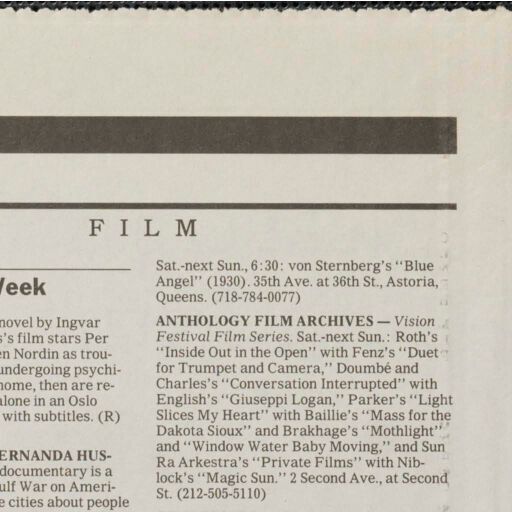 FILM
Week
novel by Ingvar
's film stars Per
en Nordin as trou-
undergoing psychi-
home, then are re-
alone in an Oslo
with subtitles. (R)
ERNANDA HUS-
documentary is a
ulf War on Ameri-
e cities about people
Sat.-next Sun., 6:30: von Sternberg's "Blue
Angel" (1930). 35th Ave. at 36th St., Astoria,
Queens. (718-784-0077)
ANTHOLOGY FILM ARCHIVES — Vision
Festival Film Series. Sat.-next Sun.: Roth's
"Inside Out in the Open" with Fenz's "Duet
for Trumpet and Camera," Doumbé and
Charles's "Conversation Interrupted" with
English's "Giuseppi Logan," Parker's "Light
Slices My Heart" with Baillie's "Mass for the
Dakota Sioux" and Brakhage's "Mothlight"
and "Window Water Baby Moving," and Sun
Ra Arkestra's "Private Films" with Nib-
lock's "Magic Sun." 2 Second Ave., at Second
St. (212-505-5110)